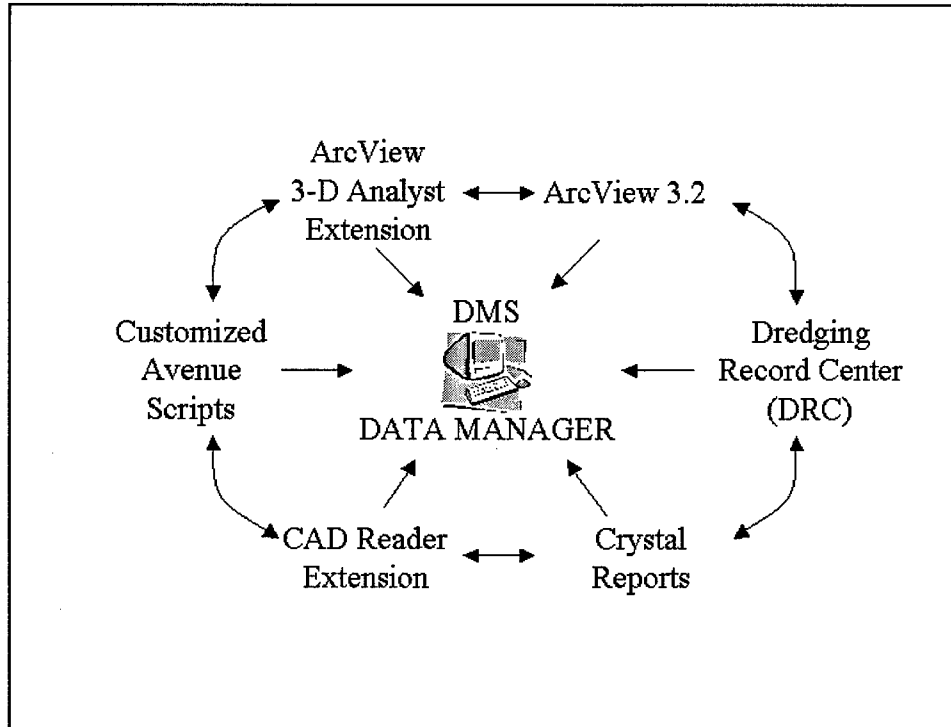 ArcView
3-D Analyst
Extension
ArcView 3.2
Customized
Avenue
Scripts
DMS
DATA MANAGER
Dredging
Record Center
(DRC)
CAD Reader
Extension
Crystal
Reports